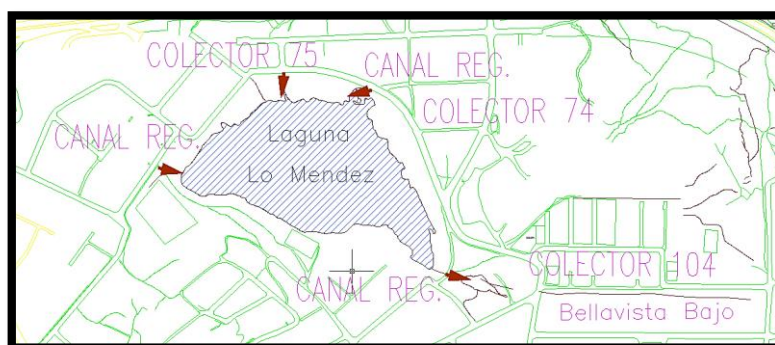 COLECTOR 75
CANAL REG.
COLECTOR 74
CANAL REG.
Laguna
Lo Mendez
COLECTOR 104
CANAL REG.
Bellavista Bajo